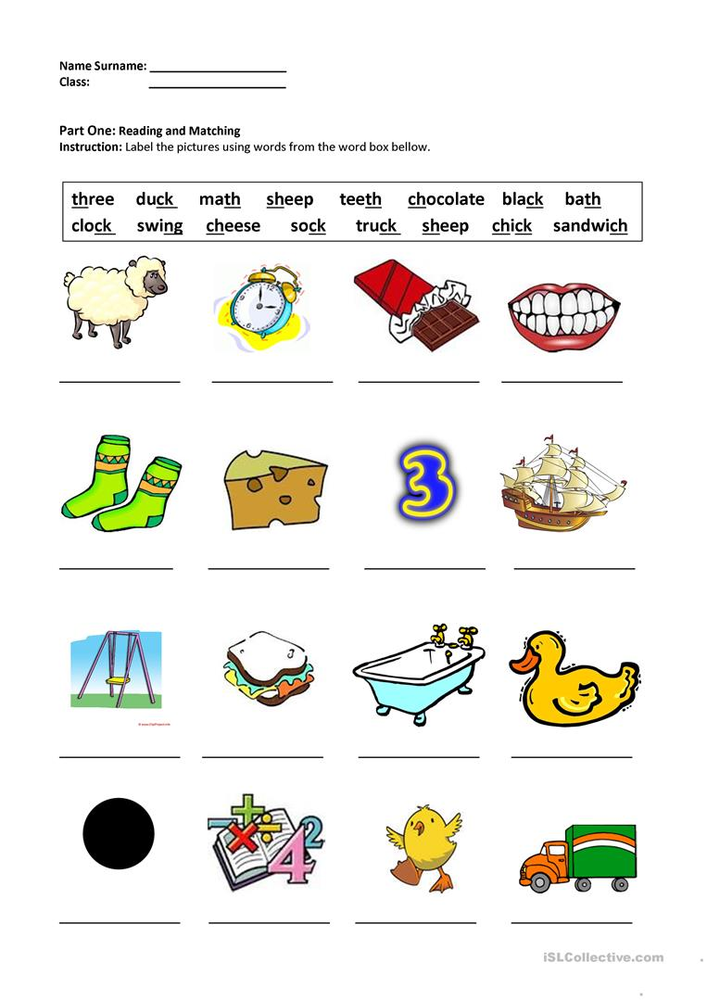 Name Surname: ____________________
Class: ____________________
Part One: Reading and Matching
Instruction: Label the pictures using words from the word box bellow.
three duck math sheep teeth chocolate black bath
clock swing cheese sock truck sheep chick sandwich
3
4 2
iSLCollective.com